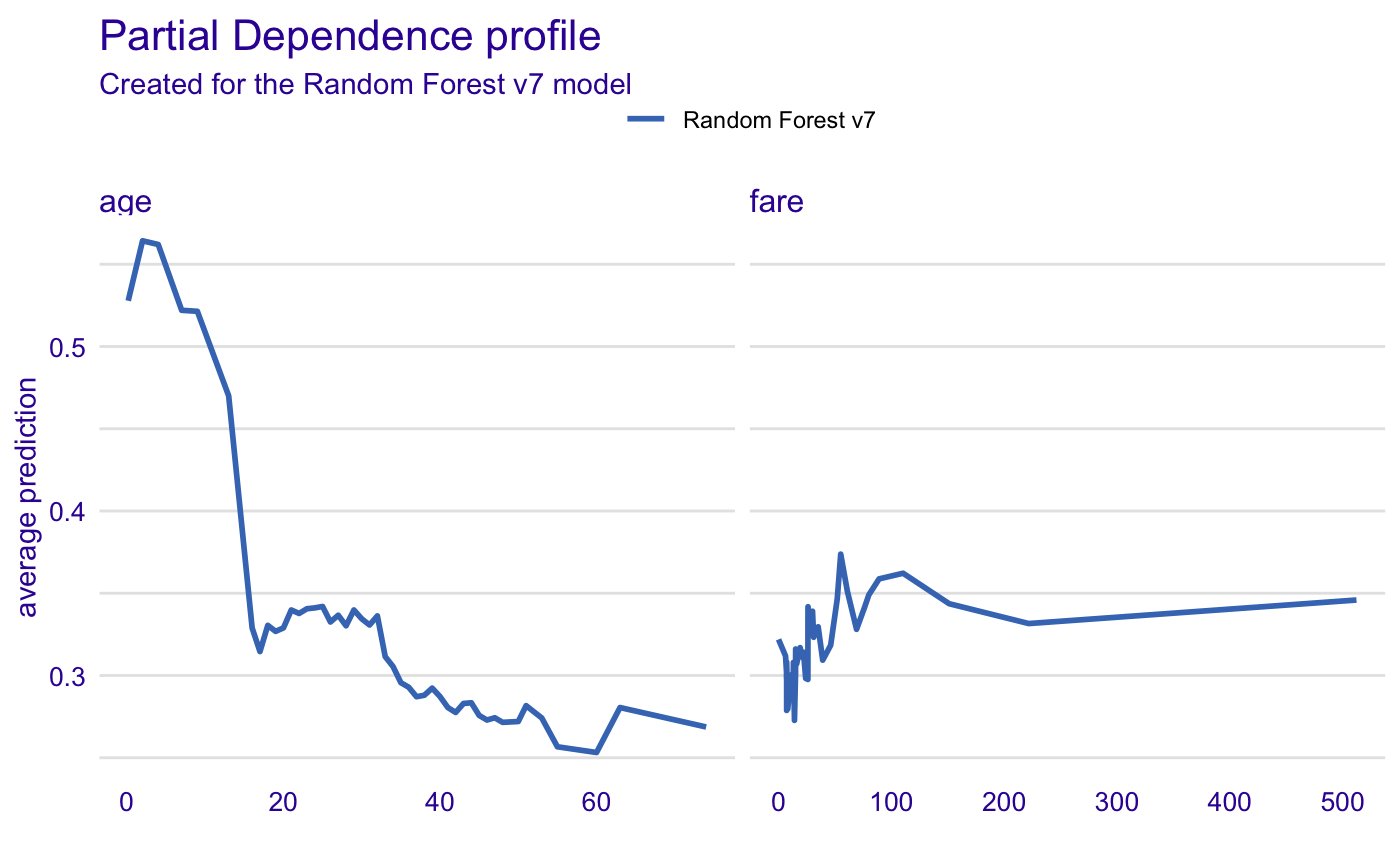 Partial Dependence profile
Created for the Random Forest v7 model
Random Forest v7
age
fare
average prediction
0.5
0.4
0.3
0 20 40 60
0 100 200 300 400 500